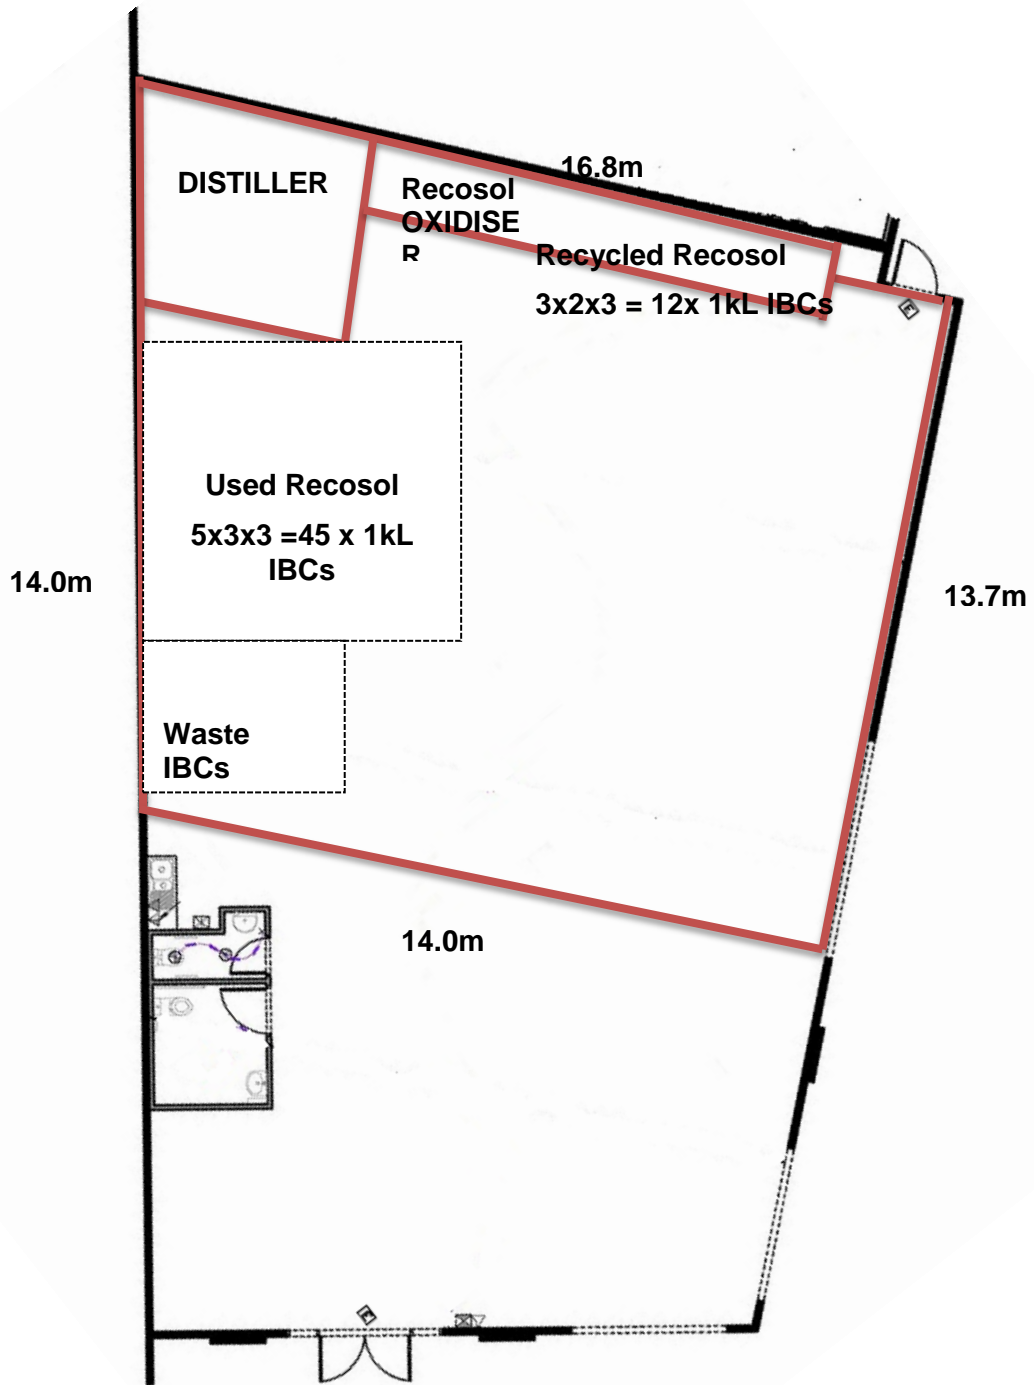 16.8m
DISTILLER
Recosol
OXIDISE
R
Recycled Recosol
3x2x3 = 12x 1kL IBCs
Used Recosol
5x3x3 =45 x 1kL
IBCs
14.0m
13.7m
Waste
IBCs
14.0m
E
E